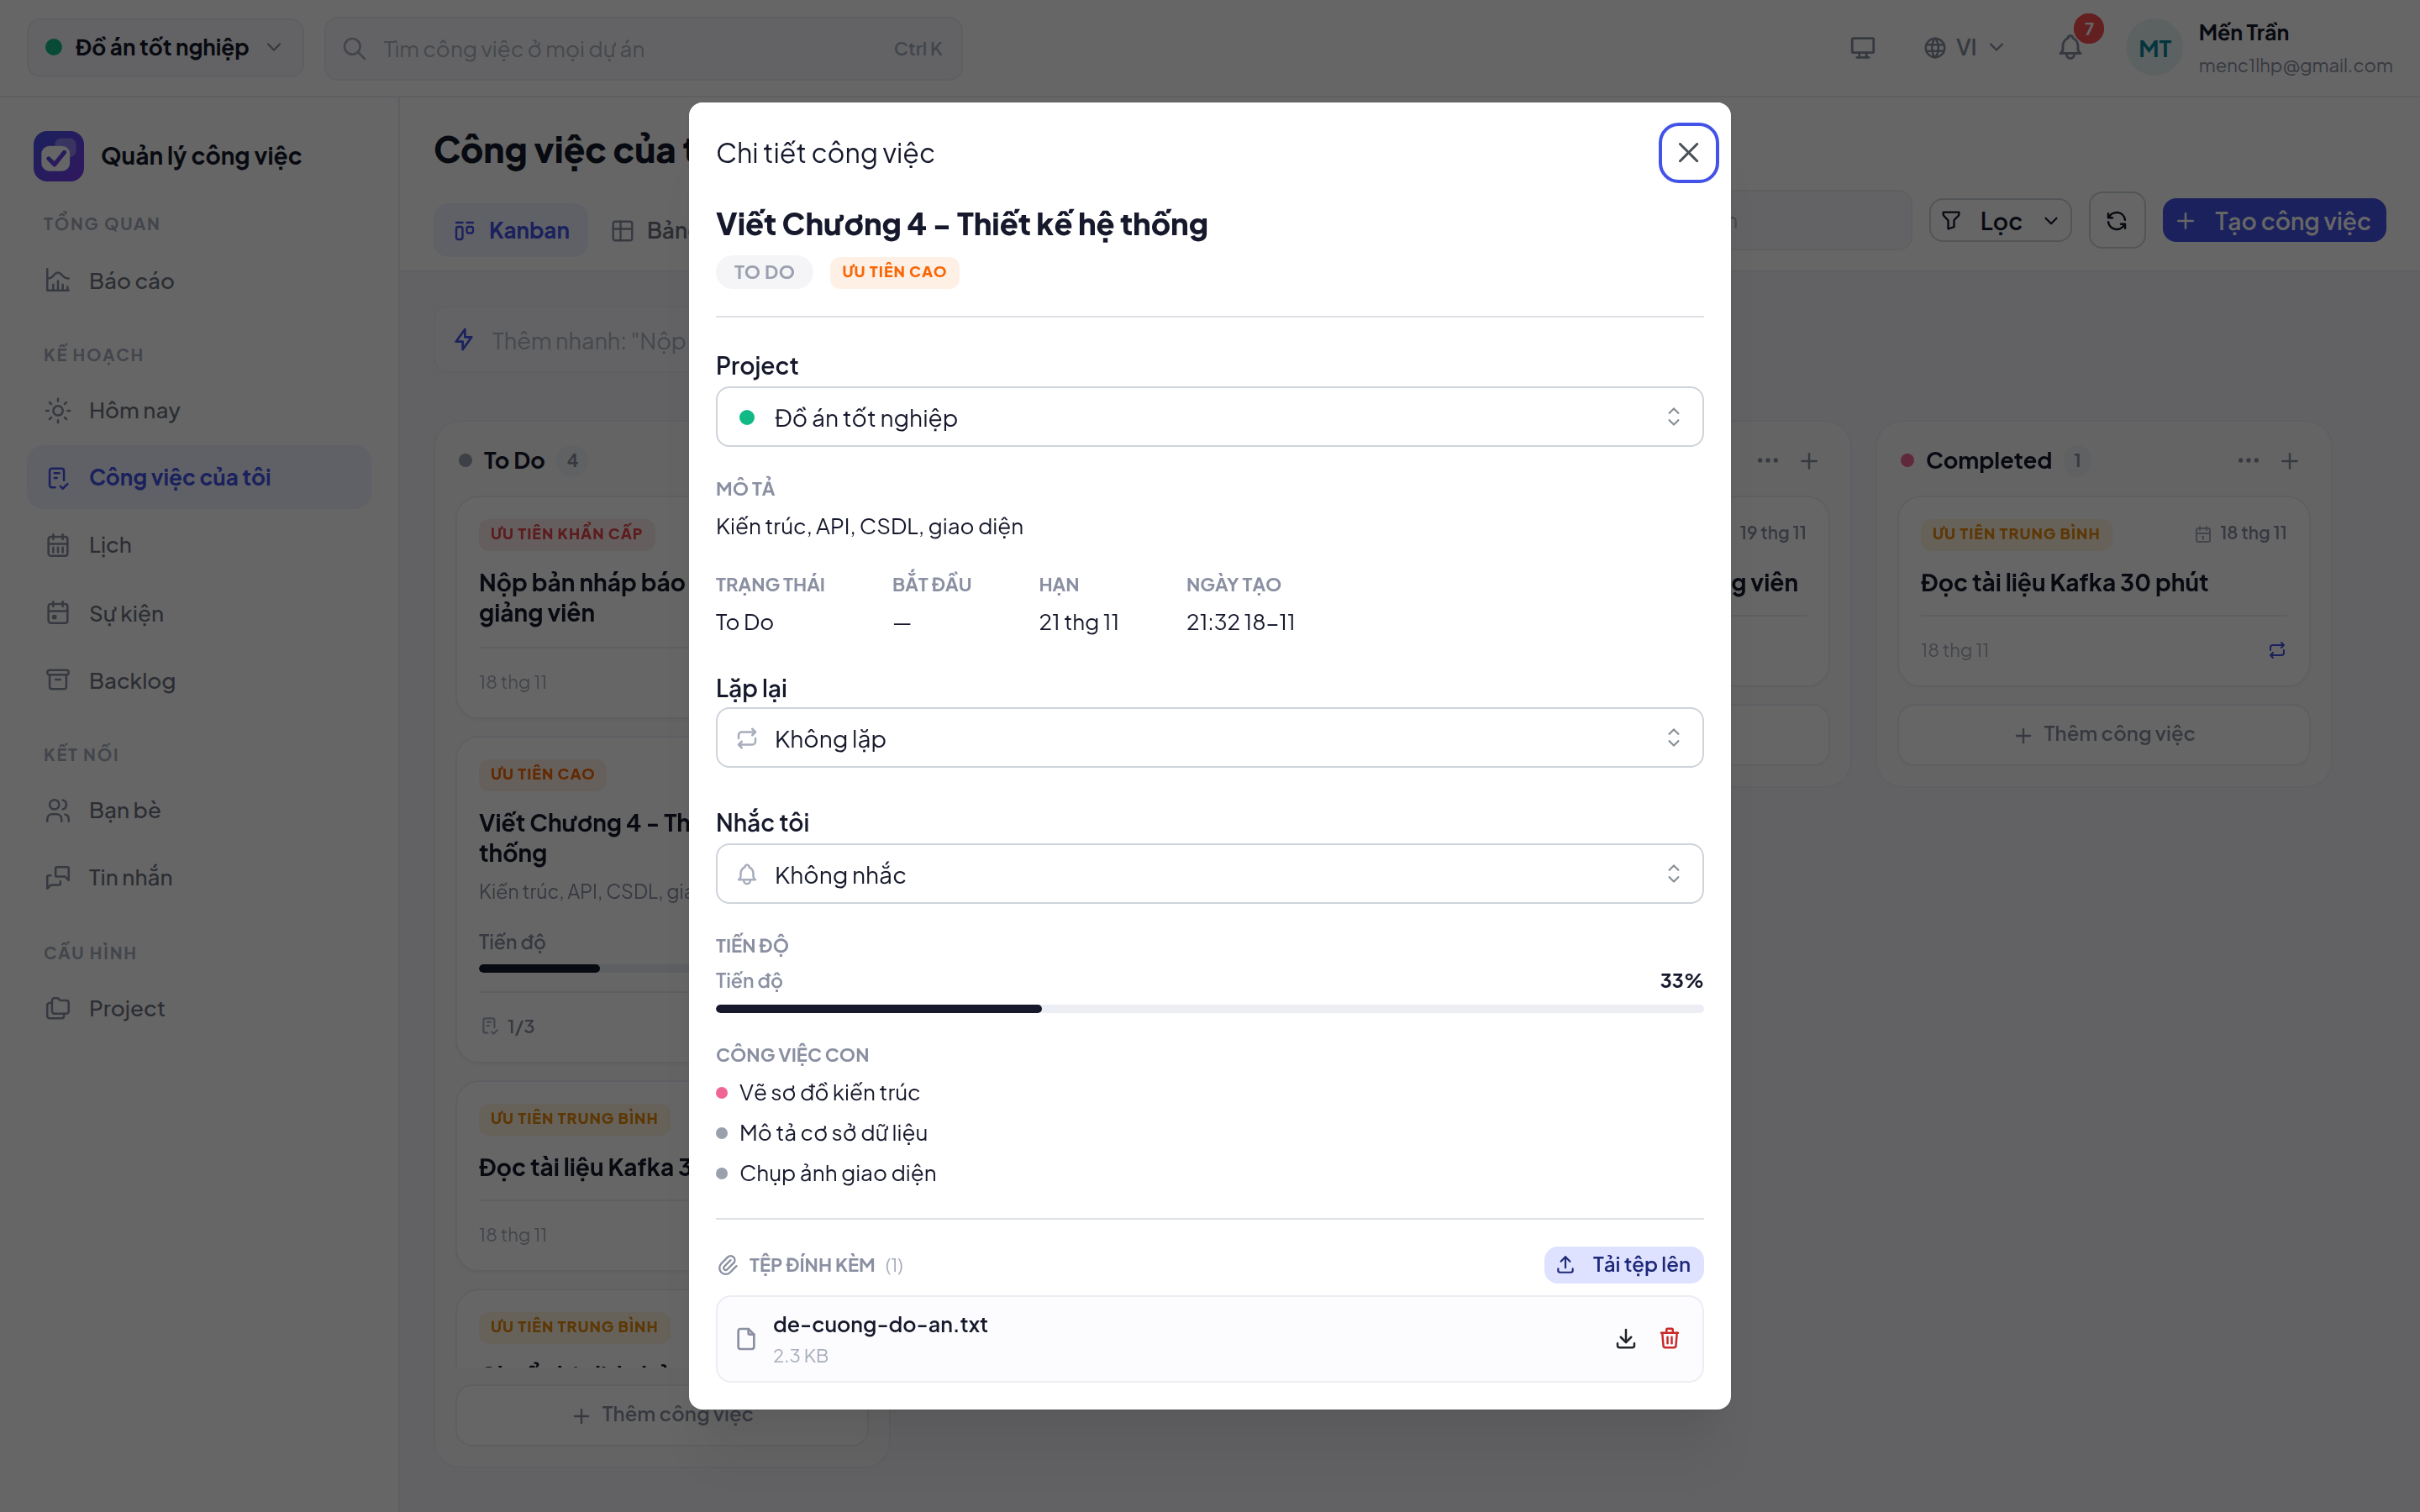 Đồ án tốt nghiệp
Tìm công việc ở mọi dự án
Ctrl K
VI
7
MT
Mến Trần
menc1lhp@gmail.com
Quản lý công việc
TỔNG QUAN
Báo cáo
KẾ HOẠCH
Hôm nay
Công việc của tôi
Lịch
Sự kiện
Backlog
KẾT NỐI
Bạn bè
Tin nhắn
CẤU HÌNH
Project
Công việc của
Kanban
Lọc
Tạo công việc
Thêm nhanh: "Nộp
To Do 4
ƯU TIÊN KHẨN CẤP
Nộp bản nháp báo
giảng viên
18 thg 11
ƯU TIÊN CAO
Viết Chương 4 – Th
thống
Kiến trúc, API, CSDL, gia
Tiến độ
1/3
ƯU TIÊN TRUNG BÌNH
Đọc tài liệu Kafka 3
18 thg 11
ƯU TIÊN TRUNG BÌNH
Thêm công việc
Chi tiết công việc
Viết Chương 4 – Thiết kế hệ thống
TO DO
ƯU TIÊN CAO
Project
Đồ án tốt nghiệp
MÔ TẢ
Kiến trúc, API, CSDL, giao diện
TRẠNG THÁI BẮT ĐẦU HẠN NGÀY TẠO
To Do — 21 thg 11 21:32 18-11
Lặp lại
Không lặp
Nhắc tôi
Không nhắc
TIẾN ĐỘ
Tiến độ 33%
CÔNG VIỆC CON
Vẽ sơ đồ kiến trúc
Mô tả cơ sở dữ liệu
Chụp ảnh giao diện
TỆP ĐÍNH KÈM (1)
Tải tệp lên
de-cuong-do-an.txt
2.3 KB
19 thg 11
g viên
Completed 1
ƯU TIÊN TRUNG BÌNH
18 thg 11
Đọc tài liệu Kafka 30 phút
18 thg 11
Thêm công việc